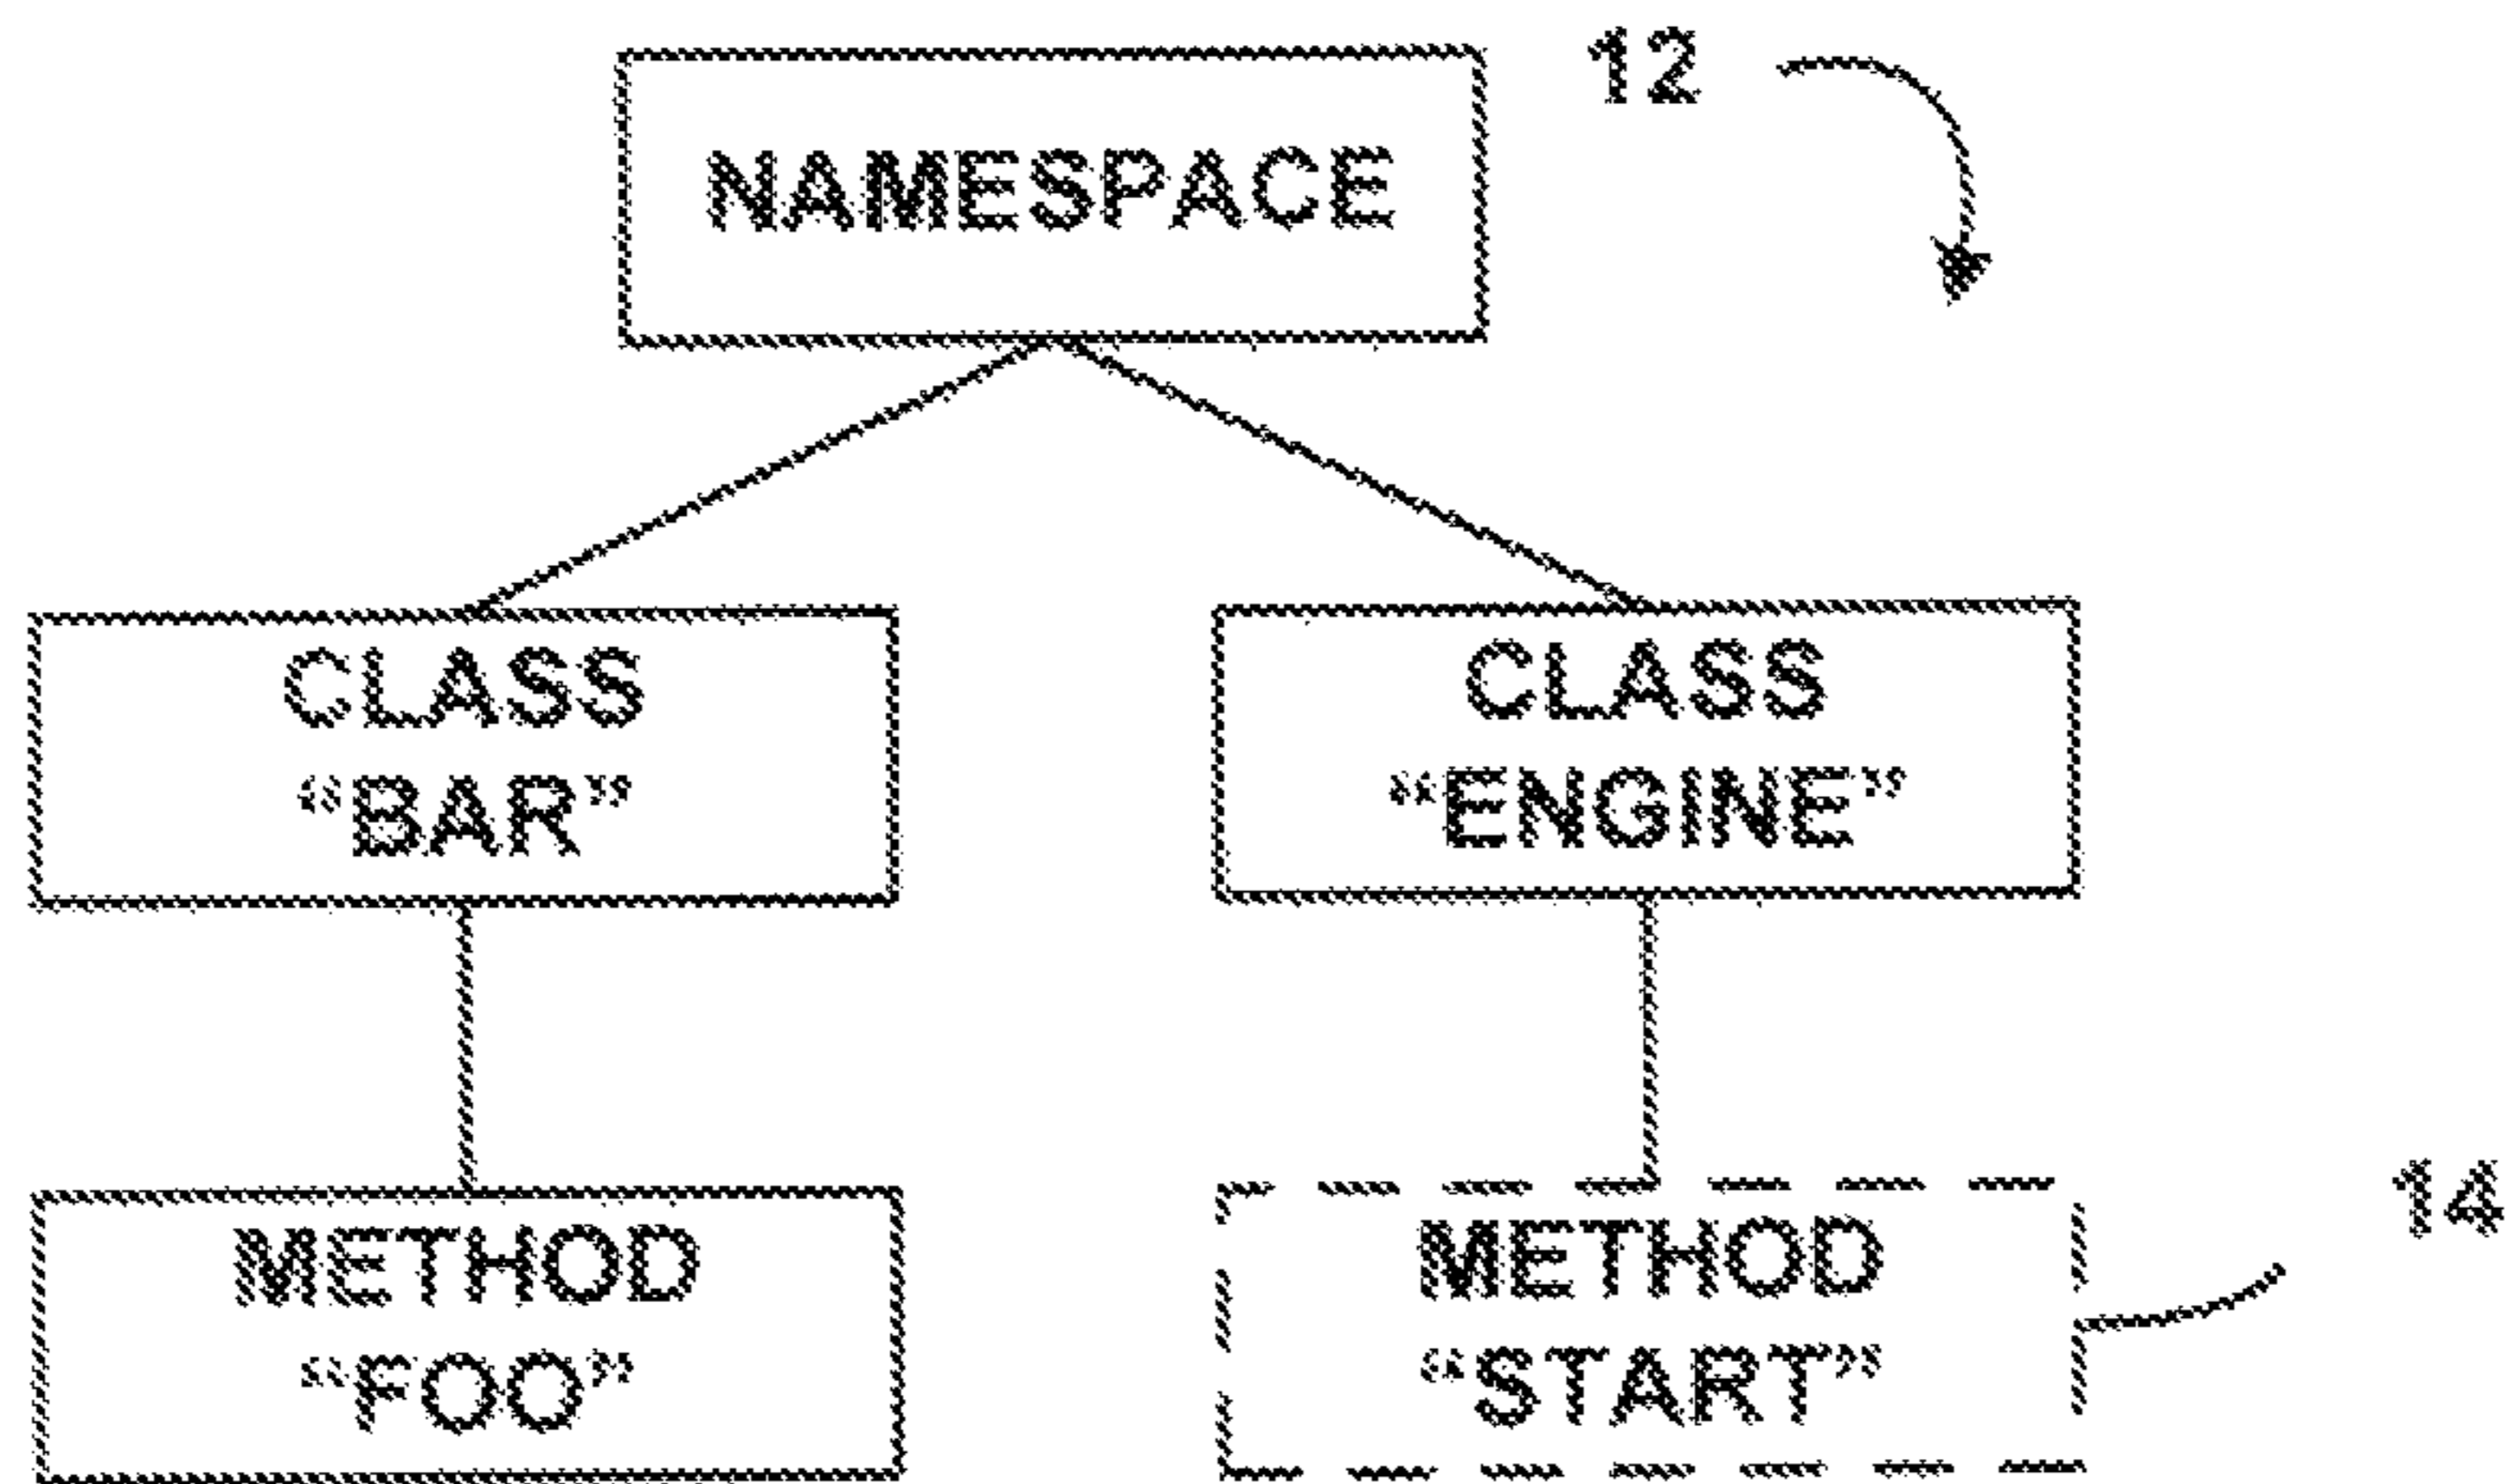 NAMESPACE
12
CLASS
“BAR”
CLASS
“ENGINE”
METHOD
“FOO”
METHOD
“START”
14